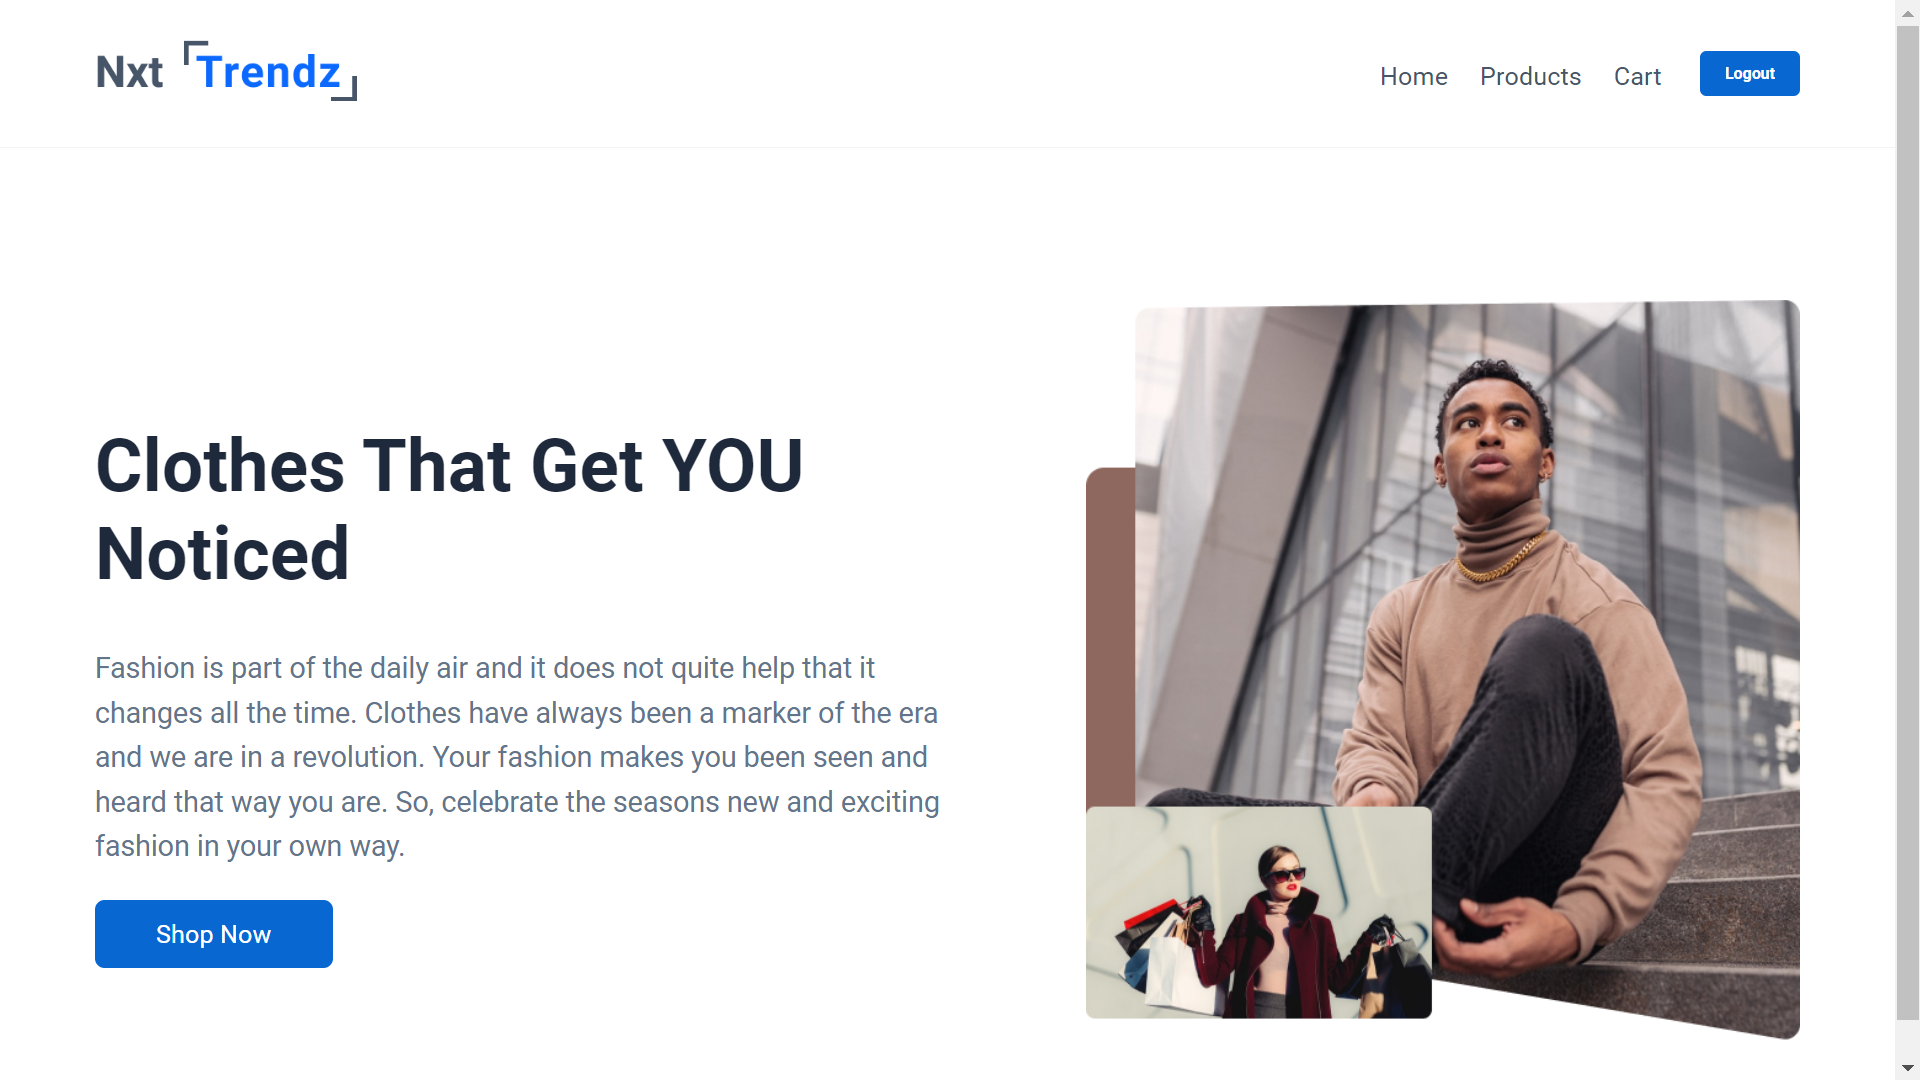 Nxt Trendz
Home Products Cart Logout
Clothes That Get YOU
Noticed
Fashion is part of the daily air and it does not quite help that it
changes all the time. Clothes have always been a marker of the era
and we are in a revolution. Your fashion makes you been seen and
heard that way you are. So, celebrate the seasons new and exciting
fashion in your own way.
Shop Now